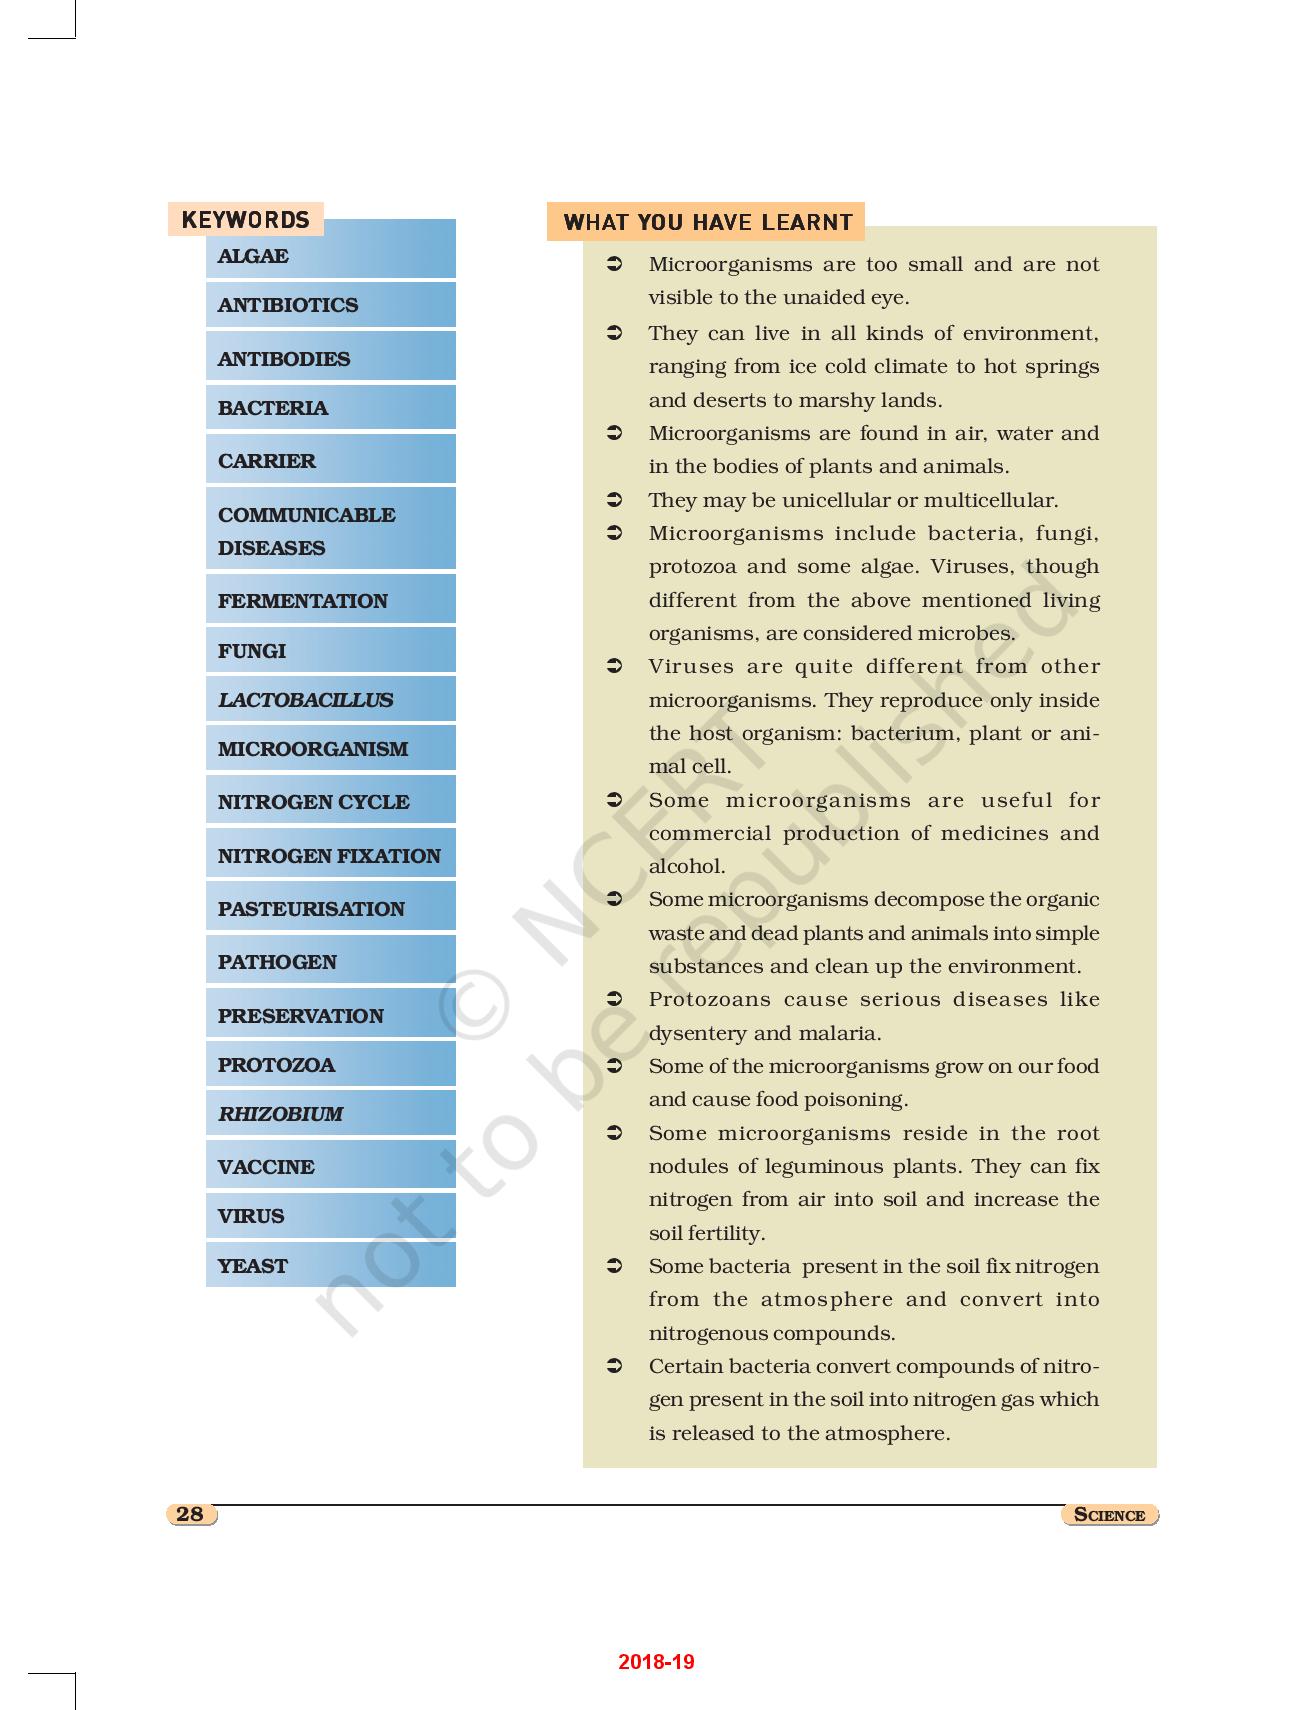 KEYWORDS
ALGAE
ANTIBIOTICS
ANTIBODIES
BACTERIA
CARRIER
COMMUNICABLE
DISEASES
FERMENTATION
FUNGI
LACTOBACILLUS
MICROORGANISM
NITROGEN CYCLE
NITROGEN FIXATION
PASTEURISATION
PATHOGEN
PRESERVATION
PROTOZOA
RHIZOBIUM
VACCINE
VIRUS
YEAST
WHAT YOU HAVE LEARNT
➲ Microorganisms are too small and are not
visible to the unaided eye.
➲ They can live in all kinds of environment,
ranging from ice cold climate to hot springs
and deserts to marshy lands.
➲ Microorganisms are found in air, water and
in the bodies of plants and animals.
➲ They may be unicellular or multicellular.
➲ Microorganisms include bacteria, fungi,
protozoa and some algae. Viruses, though
different from the above mentioned living
organisms, are considered microbes.
➲ Viruses are quite different from other
microorganisms. They reproduce only inside
the host organism: bacterium, plant or ani-
mal cell.
➲ Some microorganisms are useful for
commercial production of medicines and
alcohol.
➲ Some microorganisms decompose the organic
waste and dead plants and animals into simple
substances and clean up the environment.
➲ Protozoans cause serious diseases like
dysentery and malaria.
➲ Some of the microorganisms grow on our food
and cause food poisoning.
➲ Some microorganisms reside in the root
nodules of leguminous plants. They can fix
nitrogen from air into soil and increase the
soil fertility.
➲ Some bacteria present in the soil fix nitrogen
from the atmosphere and convert into
nitrogenous compounds.
➲ Certain bacteria convert compounds of nitro-
gen present in the soil into nitrogen gas which
is released to the atmosphere.
© NCERT
not to be republished
28
SCIENCE
2018-19